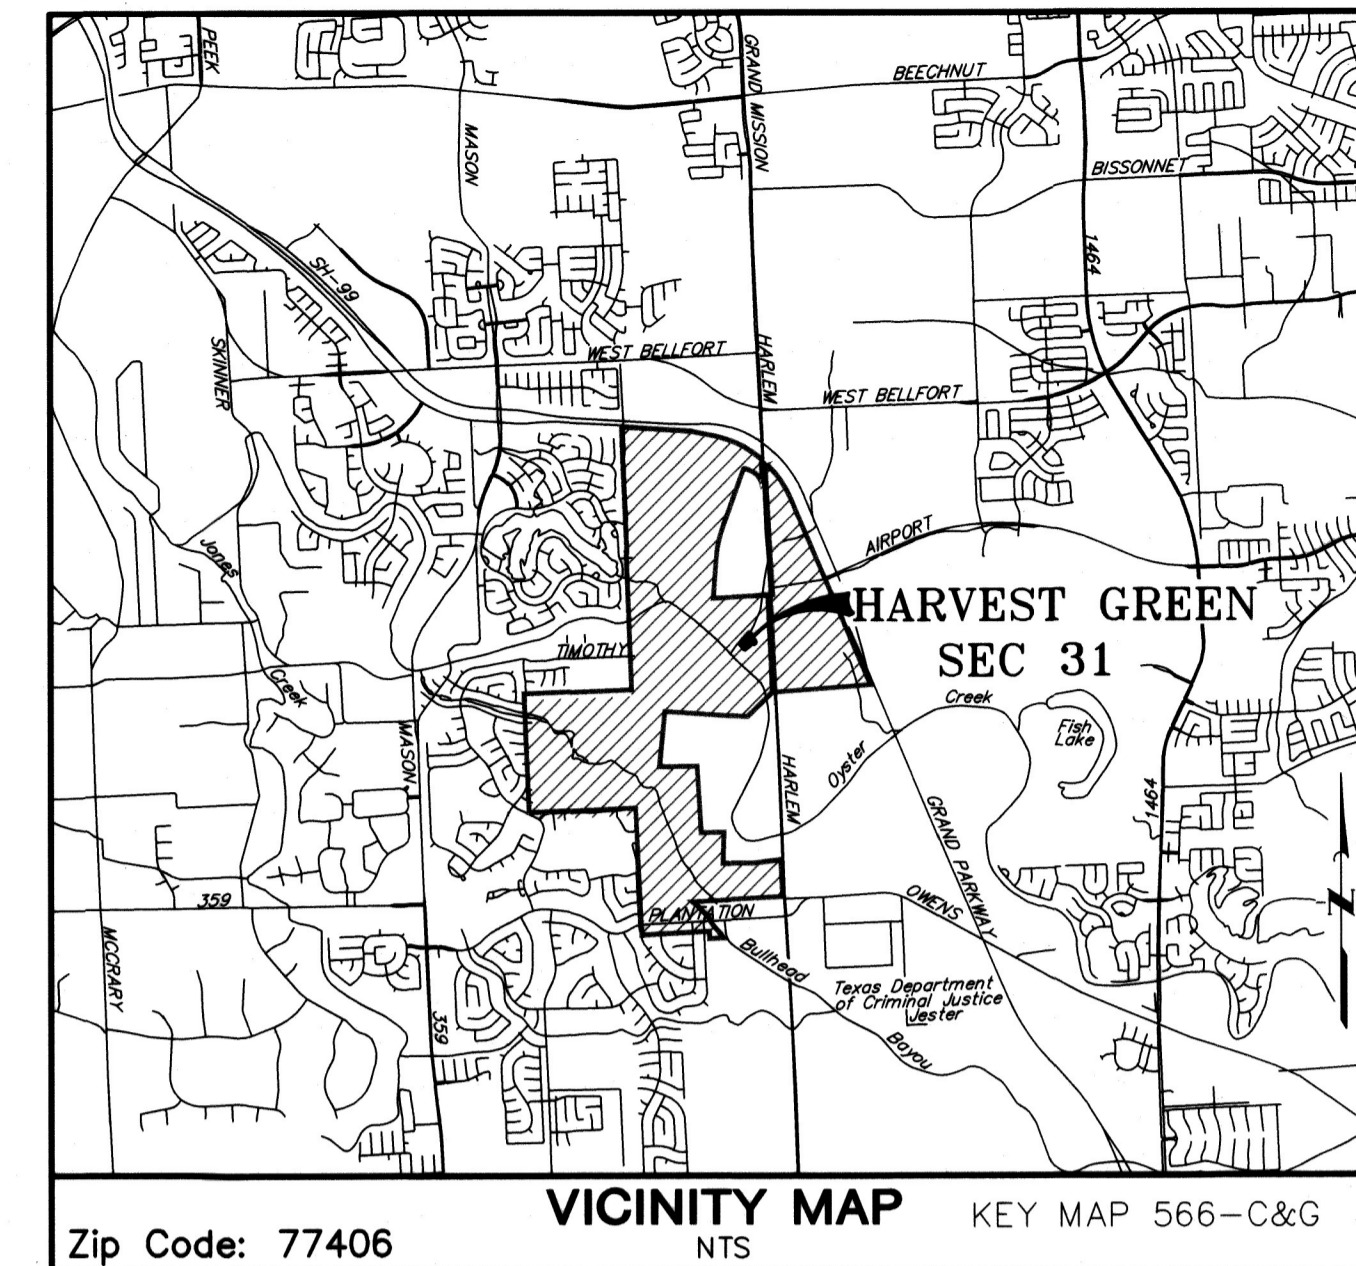 PEEK
GRAND MISSION
BEECHNUT
MASON
BISSONNET
1464
SH-99
SKINNER
HARLEM
WEST BELLFORT
WEST BELLFORT
AIRPORT
Jones
HARVEST GREEN
SEC 31
TIMOTHY
Creek
Creek
Fish
Lake
MASON
Oyster
HARLEM
1464
GRAND PARKWAY
359
OWENS
PLANTATION
N
MCCRARY
Bullhead
Texas Department
of Criminal Justice
Jester
359
Bayou
VICINITY MAP
KEY MAP 566-C&G
Zip Code: 77406
NTS